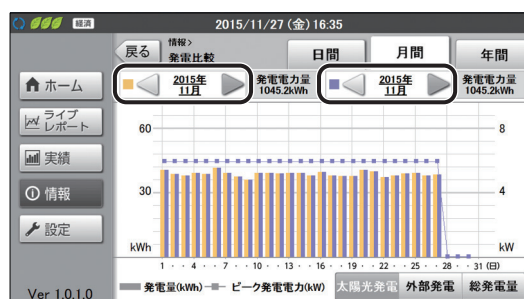 経済 2015/11/27(金)16:35
戻る 情報> 発電比較 日間 月間 年間
2015年 11月 発電電力量 1045.2kWh 2015年 11月 発電電力量 1045.2kWh
ホーム
ライブ レポート
実績
情報
設定
Ver 1.0.1.0
60 8
30 4
kWh kW
1 ・ ・ 4 ・ ・ 7 ・ ・ 10 ・ ・ 13 ・ ・ 16 ・ ・ 19 ・ ・ 22 ・ ・ 25 ・ ・ 28 ・ ・ 31 (日)
発電量(kWh) ピーク発電電力(kW) 太陽光発電 外部発電 総発電量